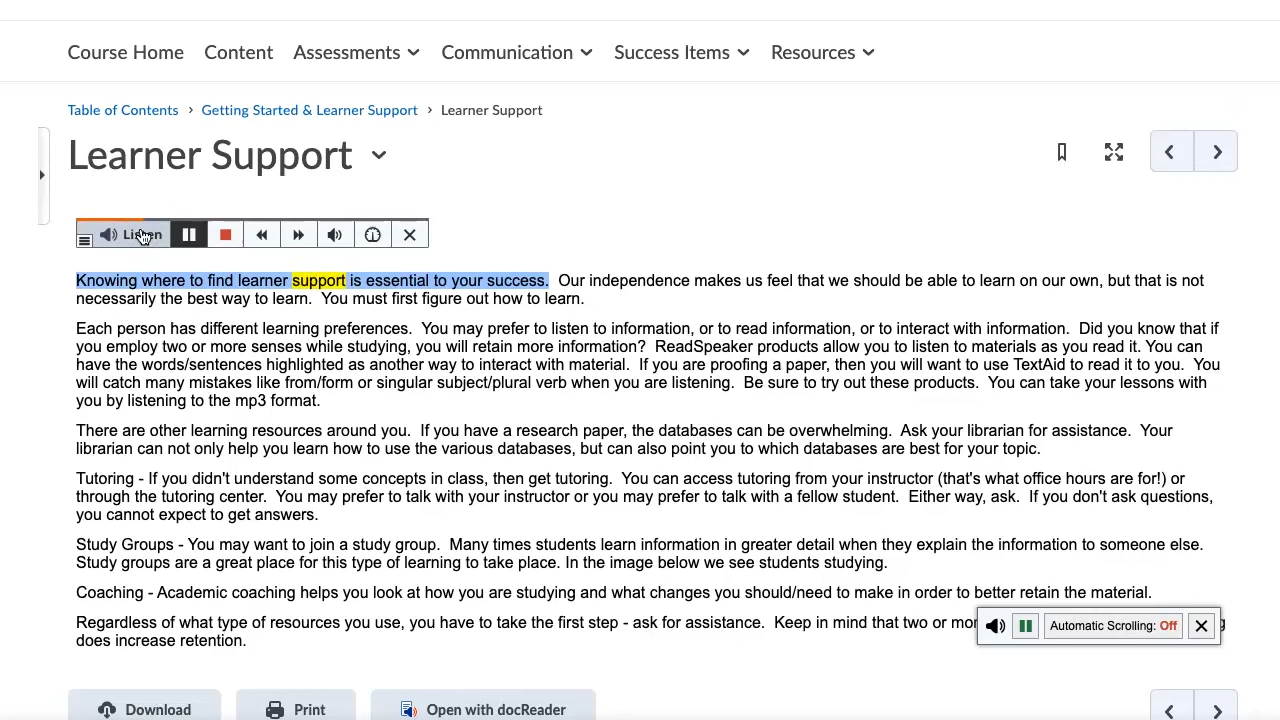 Course Home Content Assessments Communication Success Items Resources
Table of Contents › Getting Started & Learner Support › Learner Support
Learner Support
Listen
Knowing where to find learner support is essential to your success.  Our independence makes us feel that we should be able to learn on our own, but that is not
necessarily the best way to learn.  You must first figure out how to learn.
Each person has different learning preferences.  You may prefer to listen to information, or to read information, or to interact with information.  Did you know that if
you employ two or more senses while studying, you will retain more information?  ReadSpeaker products allow you to listen to materials as you read it. You can
have the words/sentences highlighted as another way to interact with material.  If you are proofing a paper, then you will want to use TextAid to read it to you.  You
will catch many mistakes like from/form or singular subject/plural verb when you are listening.  Be sure to try out these products.  You can take your lessons with
you by listening to the mp3 format.
There are other learning resources around you.  If you have a research paper, the databases can be overwhelming.  Ask your librarian for assistance.  Your
librarian can not only help you learn how to use the various databases, but can also point you to which databases are best for your topic.
Tutoring - If you didn't understand some concepts in class, then get tutoring.  You can access tutoring from your instructor (that's what office hours are for!) or
through the tutoring center.  You may prefer to talk with your instructor or you may prefer to talk with a fellow student.  Either way, ask.  If you don't ask questions,
you cannot expect to get answers.
Study Groups - You may want to join a study group.  Many times students learn information in greater detail when they explain the information to someone else.
Study groups are a great place for this type of learning to take place. In the image below we see students studying.
Coaching - Academic coaching helps you look at how you are studying and what changes you should/need to make in order to better retain the material.
Regardless of what type of resources you use, you have to take the first step - ask for assistance.  Keep in mind that two or
does increase retention.
Automatic Scrolling: Off
Download Print Open with docReader